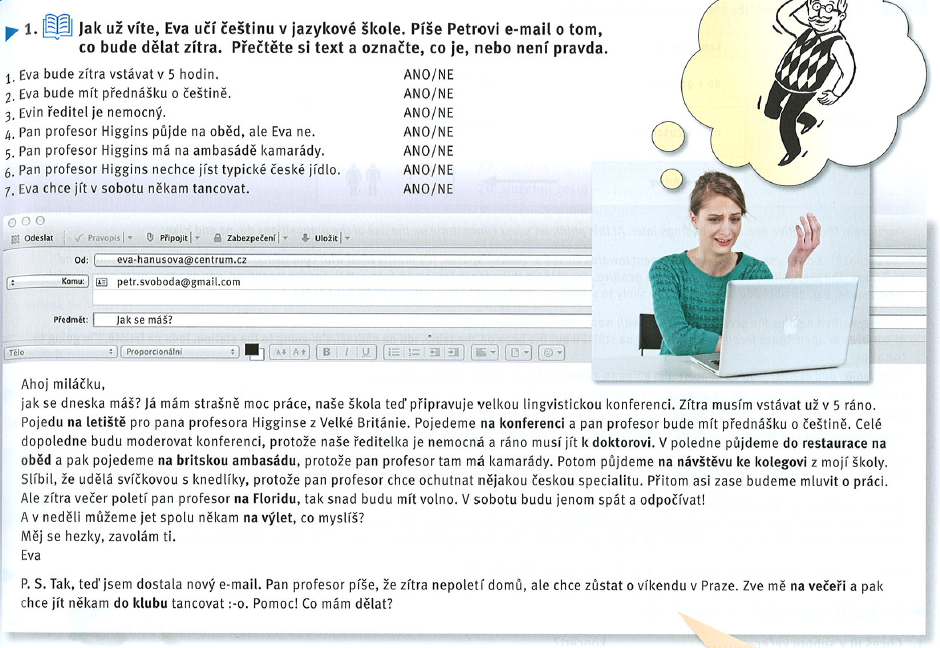 1. Jak už víte, Eva učí češtinu v jazykové škole. Píše Petrovi e-mail o tom,
co bude dělat zítra. Přečtěte si text a označte, co je, nebo není pravda.
1. Eva bude zítra vstávat v 5 hodin. ANO/NE
2. Eva bude mít přednášku o češtině. ANO/NE
3. Evin ředitel je nemocný. ANO/NE
4. Pan profesor Higgins půjde na oběd, ale Eva ne. ANO/NE
5. Pan profesor Higgins má na ambasádě kamarády. ANO/NE
6. Pan profesor Higgins nechce jíst typické české jídlo. ANO/NE
7. Eva chce jít v sobotu někam tancovat. ANO/NE
Odeslat Pravopis Připojit Zabezpečení Uložit
Od: eva-hanusova@centrum.cz
Komu: petr.svoboda@gmail.com
Předmět: Jak se máš?
Tělo Proporcionální A A B I U
Ahoj miláčku,
jak se dneska máš? Já mám strašně moc práce, naše škola teď připravuje velkou lingvistickou konferenci. Zítra musím vstávat už v 5 ráno.
Pojedu na letiště pro pana profesora Higginse z Velké Británie. Pojedeme na konferenci a pan profesor bude mít přednášku o češtině. Celé
dopoledne budu moderovat konferenci, protože naše ředitelka je nemocná a ráno musí jít k doktorovi. V poledne půjdeme do restaurace na
oběd a pak pojedeme na britskou ambasádu, protože pan profesor tam má kamarády. Potom půjdeme na návštěvu ke kolegovi z mojí školy.
Slíbil, že udělá svíčkovou s knedlíky, protože pan profesor chce ochutnat nějakou českou specialitu. Přitom asi zase budeme mluvit o práci.
Ale zítra večer poletí pan profesor na Floridu, tak snad budu mít volno. V sobotu budu jenom spát a odpočívat!
A v neděli můžeme jet spolu někam na výlet, co myslíš?
Měj se hezky, zavolám ti.
Eva
P. S. Tak, teď jsem dostala nový e-mail. Pan profesor píše, že zítra nepoletí domů, ale chce zůstat o víkendu v Praze. Zve mě na večeři a pak
chce jít někam do klubu tancovat :-o. Pomoc! Co mám dělat?